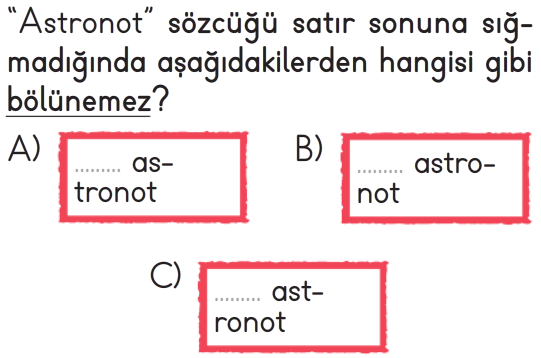 “Astronot” sözcüğü satır sonuna sığ-
madığında aşağıdakilerden hangisi gibi
bölünemez?
A) ......... as-
tronot
B) ......... astro-
not
C) ......... ast-
ronot